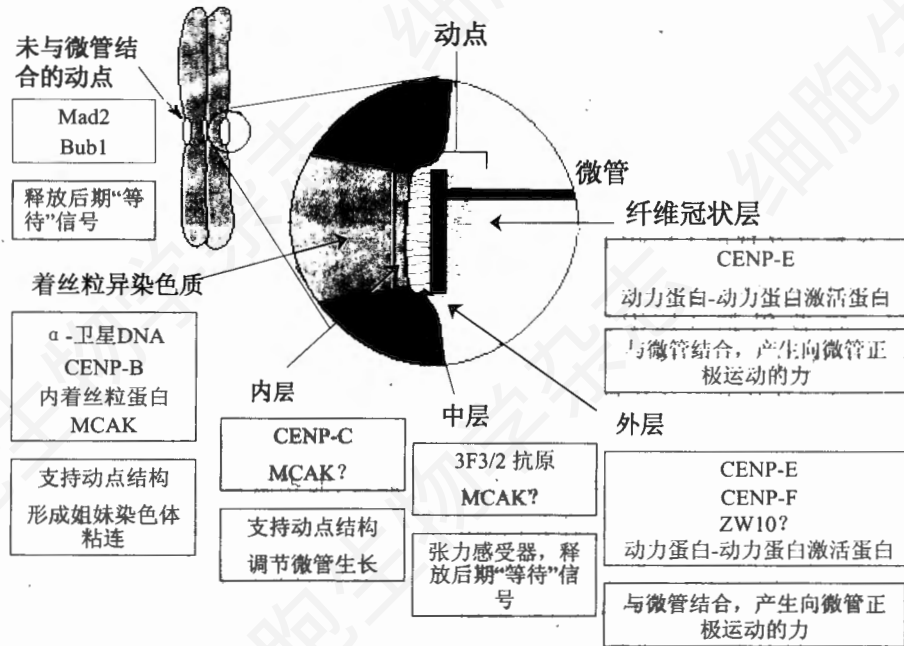 动点
未与微管结
合的动点
Mad2
Bub1
释放后期“等
待”信号
微管
纤维冠状层
CENP-E
动力蛋白-动力蛋白激活蛋白
与微管结合，产生向微管正
极运动的力
着丝粒异染色质
α-卫星DNA
CENP-B
内着丝粒蛋白
MCAK
支持动点结构
形成姐妹染色体
粘连
内层
CENP-C
MCAK？
支持动点结构
调节微管生长
中层
3F3/2 抗原
MCAK？
张力感受器，释
放后期“等待”信
号
外层
CENP-E
CENP-F
ZW10？
动力蛋白-动力蛋白激活蛋白
与微管结合，产生向微管正
极运动的力
细胞生物学杂志